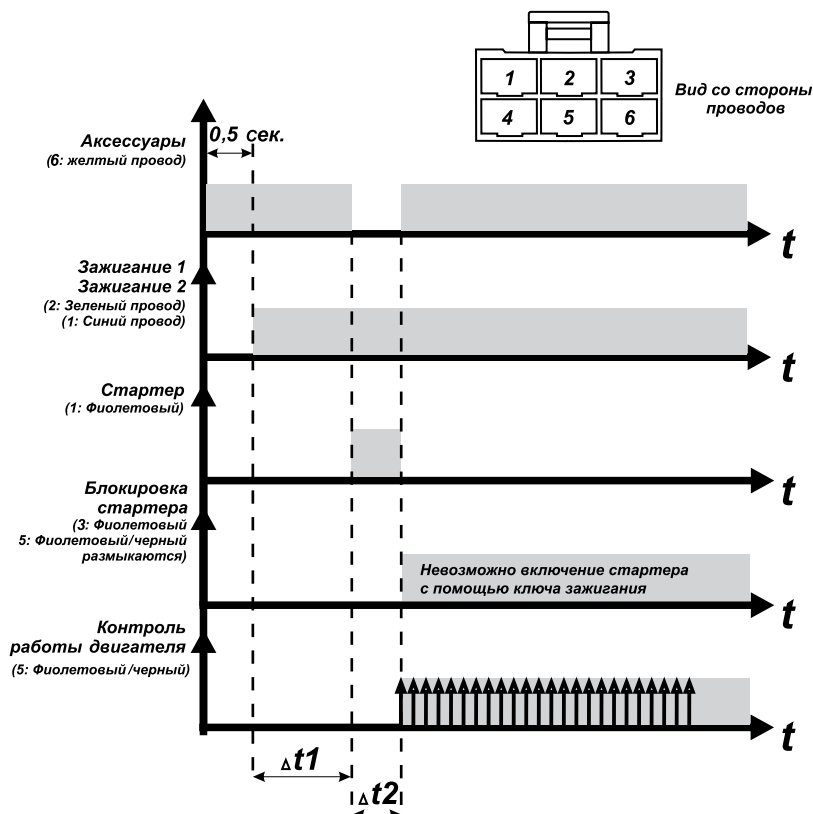 1 2 3
4 5 6
Вид со стороны
проводов
0,5 сек.
Аксессуары
(6: желтый провод)
t
Зажигание 1
Зажигание 2
(2: Зеленый провод)
(1: Синий провод)
t
Стартер
(1: Фиолетовый)
t
Блокировка
стартера
(3: Фиолетовый
5: Фиолетовый/черный
размыкаются)
Невозможно включение стартера
с помощью ключа зажигания
t
Контроль
работы двигателя
(5: Фиолетовый/черный)
t
Δt1
Δt2